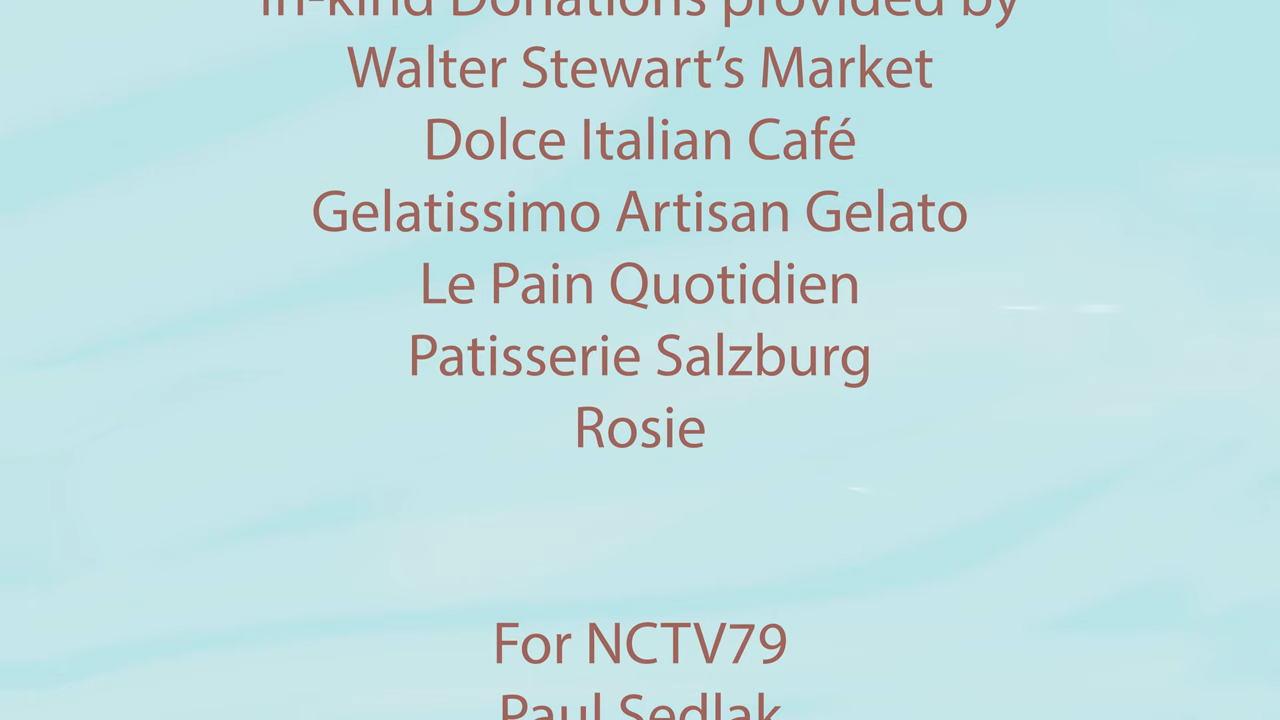 In-kind Donations provided by
Walter Stewart’s Market
Dolce Italian Café
Gelatissimo Artisan Gelato
Le Pain Quotidien
Patisserie Salzburg
Rosie
For NCTV79
Paul Sedlak